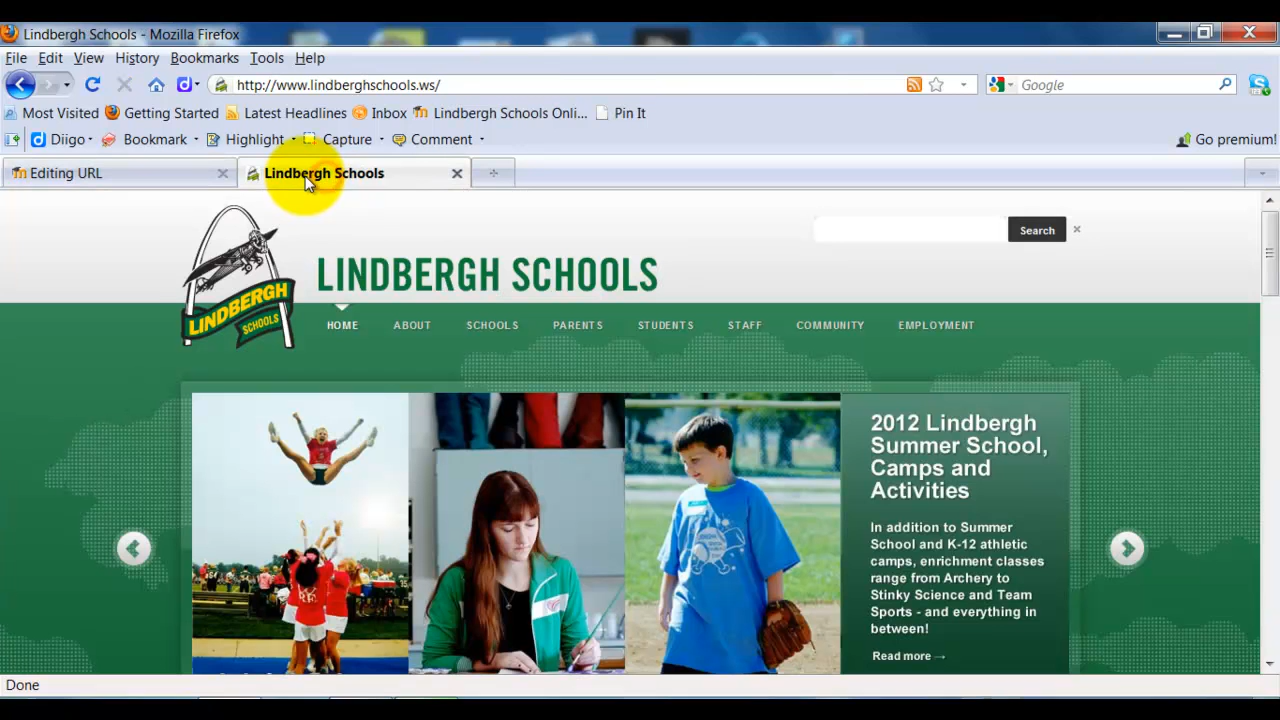 Lindbergh Schools - Mozilla Firefox
File Edit View History Bookmarks Tools Help
http://www.lindberghschools.ws/ Google
Most Visited Getting Started Latest Headlines Inbox Lindbergh Schools Onli... Pin It
Diigo Bookmark Highlight Capture Comment Go premium!
Editing URL Lindbergh Schools
Search
LINDBERGH SCHOOLS
LINDBERGH
SCHOOLS
HOME ABOUT SCHOOLS PARENTS STUDENTS STAFF COMMUNITY EMPLOYMENT
2012 Lindbergh
Summer School,
Camps and
Activities
In addition to Summer
School and K-12 athletic
camps, enrichment classes
range from Archery to
Stinky Science and Team
Sports - and everything in
between!
Read more →
Done